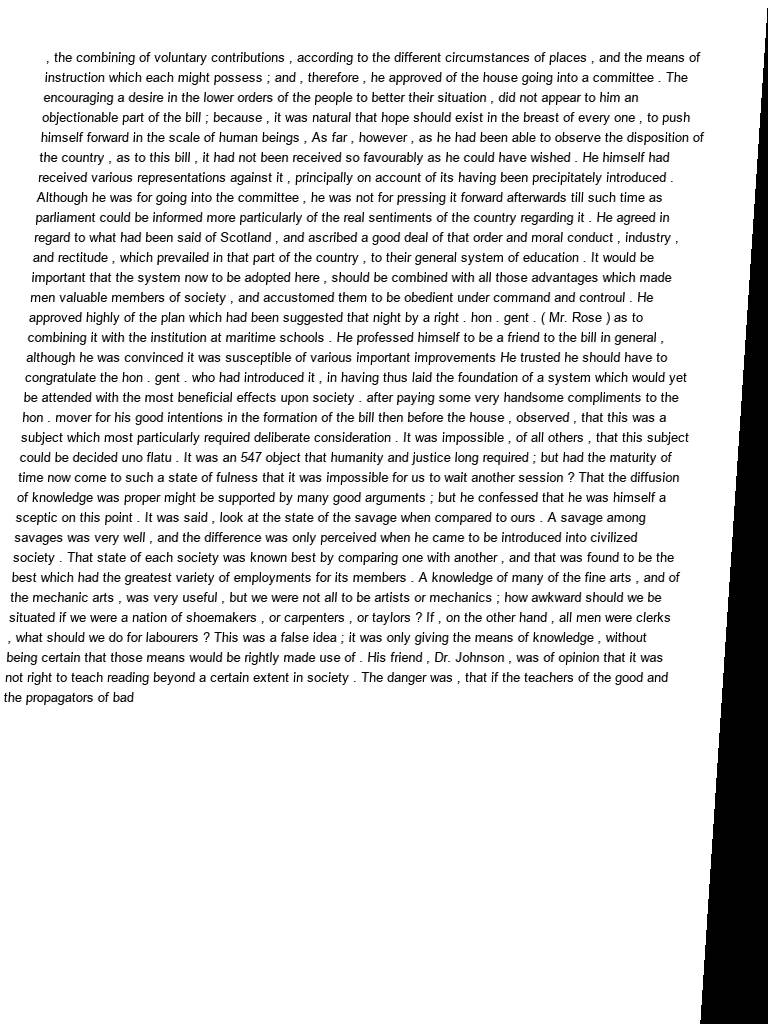 , the combining of voluntary contributions , according to the different circumstances of places , and the means of
instruction which each might possess ; and , therefore , he approved of the house going into a committee . The
encouraging a desire in the lower orders of the people to better their situation , did not appear to him an
objectionable part of the bill ; because , it was natural that hope should exist in the breast of every one , to push
himself forward in the scale of human beings , As far , however , as he had been able to observe the disposition of
the country , as to this bill , it had not been received so favourably as he could have wished . He himself had
received various representations against it , principally on account of its having been precipitately introduced .
Although he was for going into the committee , he was not for pressing it forward afterwards till such time as
parliament could be informed more particularly of the real sentiments of the country regarding it . He agreed in
regard to what had been said of Scotland , and ascribed a good deal of that order and moral conduct , industry ,
and rectitude , which prevailed in that part of the country , to their general system of education . It would be
important that the system now to be adopted here , should be combined with all those advantages which made
men valuable members of society , and accustomed them to be obedient under command and controul . He
approved highly of the plan which had been suggested that night by a right . hon . gent . ( Mr. Rose ) as to
combining it with the institution at maritime schools . He professed himself to be a friend to the bill in general ,
although he was convinced it was susceptible of various important improvements He trusted he should have to
congratulate the hon . gent . who had introduced it , in having thus laid the foundation of a system which would yet
be attended with the most beneficial effects upon society . after paying some very handsome compliments to the
hon . mover for his good intentions in the formation of the bill then before the house , observed , that this was a
subject which most particularly required deliberate consideration . It was impossible , of all others , that this subject
could be decided uno flatu . It was an 547 object that humanity and justice long required ; but had the maturity of
time now come to such a state of fulness that it was impossible for us to wait another session ? That the diffusion
of knowledge was proper might be supported by many good arguments ; but he confessed that he was himself a
sceptic on this point . It was said , look at the state of the savage when compared to ours . A savage among
savages was very well , and the difference was only perceived when he came to be introduced into civilized
society . That state of each society was known best by comparing one with another , and that was found to be the
best which had the greatest variety of employments for its members . A knowledge of many of the fine arts , and of
the mechanic arts , was very useful , but we were not all to be artists or mechanics ; how awkward should we be
situated if we were a nation of shoemakers , or carpenters , or taylors ? If , on the other hand , all men were clerks
, what should we do for labourers ? This was a false idea ; it was only giving the means of knowledge , without
being certain that those means would be rightly made use of . His friend , Dr. Johnson , was of opinion that it was
not right to teach reading beyond a certain extent in society . The danger was , that if the teachers of the good and
the propagators of bad